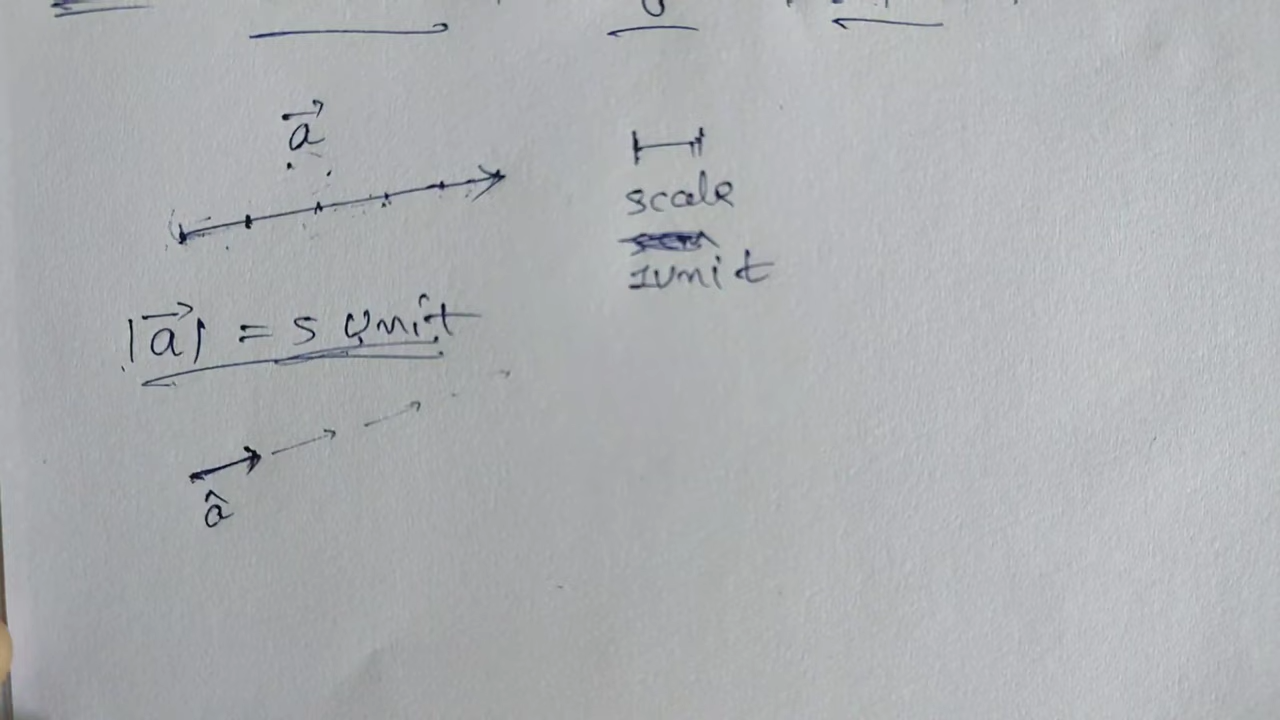 a⃗
scale
1unit
|a⃗| = 5 unit
â